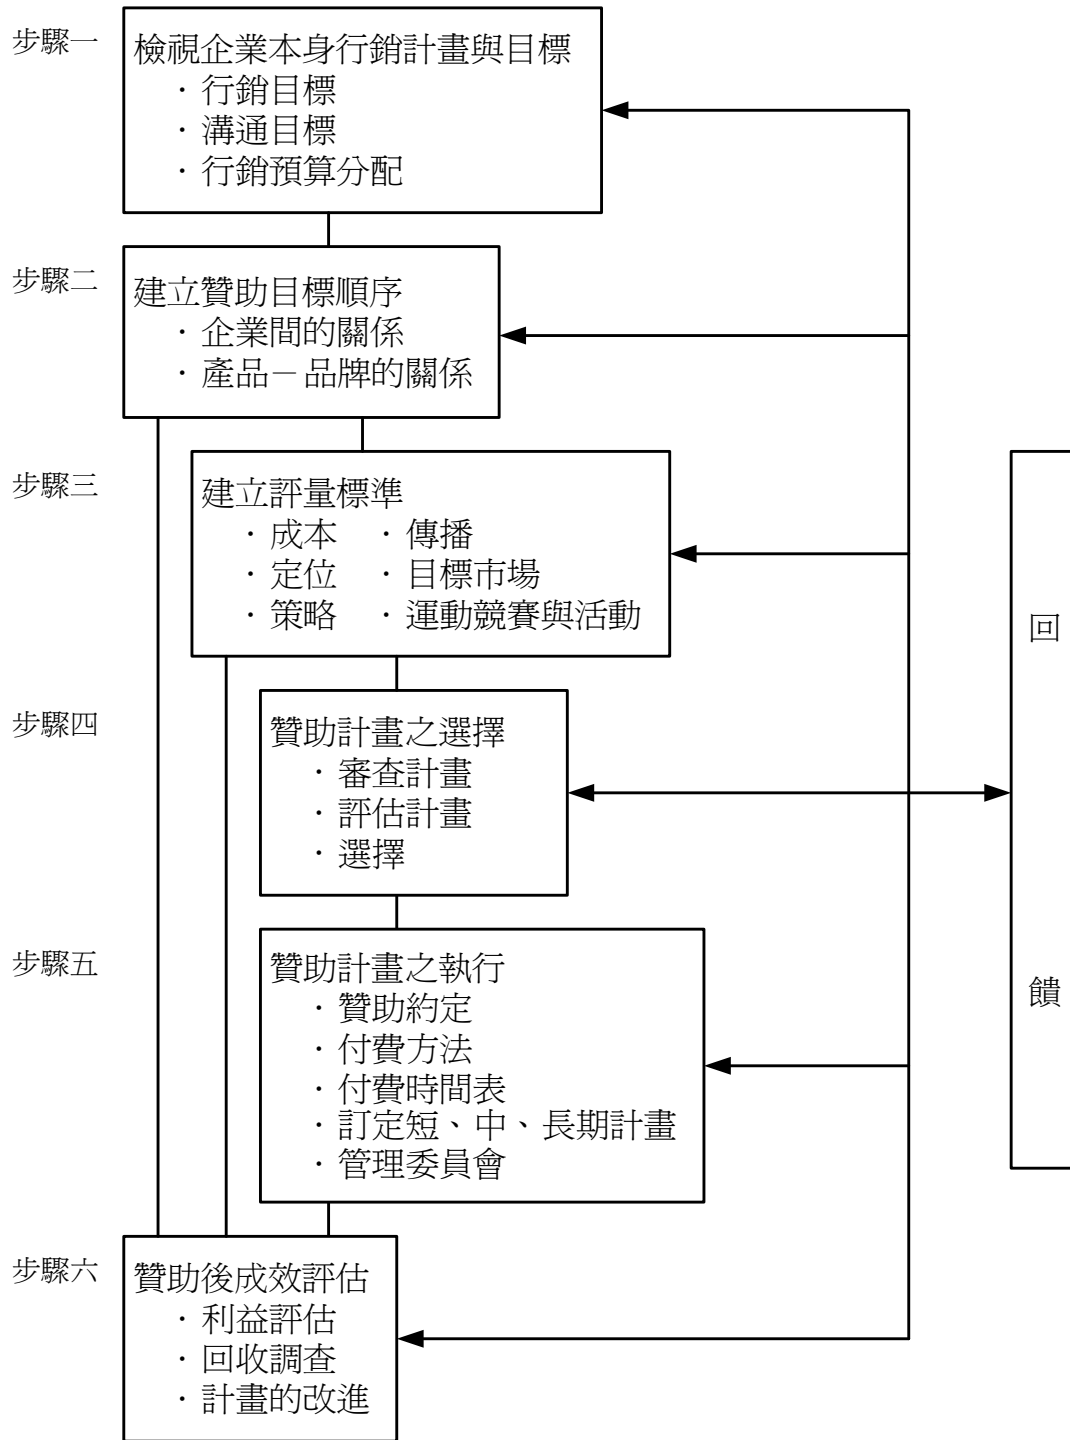 步驟一
檢視企業本身行銷計畫與目標
．行銷目標
．溝通目標
．行銷預算分配
步驟二
建立贊助目標順序
．企業間的關係
．產品－品牌的關係
步驟三
建立評量標準
．成本　．傳播
．定位　．目標市場
．策略　．運動競賽與活動
步驟四
贊助計畫之選擇
．審查計畫
．評估計畫
．選擇
步驟五
贊助計畫之執行
．贊助約定
．付費方法
．付費時間表
．訂定短、中、長期計畫
．管理委員會
步驟六
贊助後成效評估
．利益評估
．回收調查
．計畫的改進
回
饋